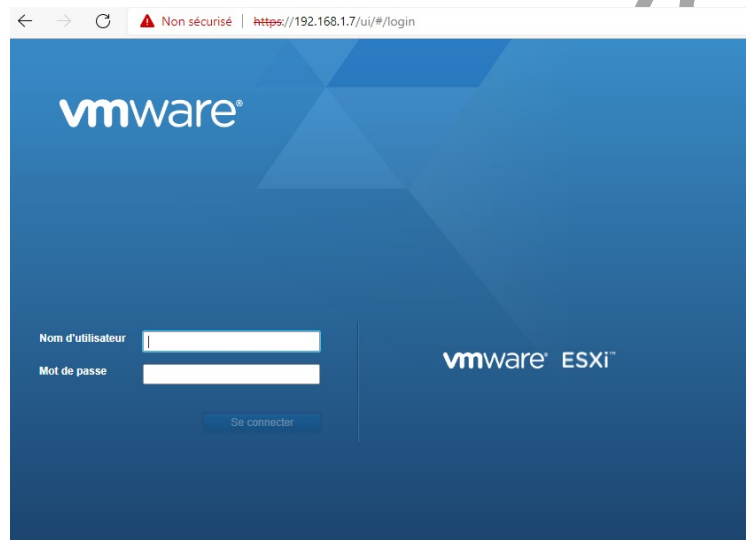 Non sécurisé | https://192.168.1.7/ui/#/login
vmware®
Nom d'utilisateur
Mot de passe
Se connecter
vmware® ESXi™